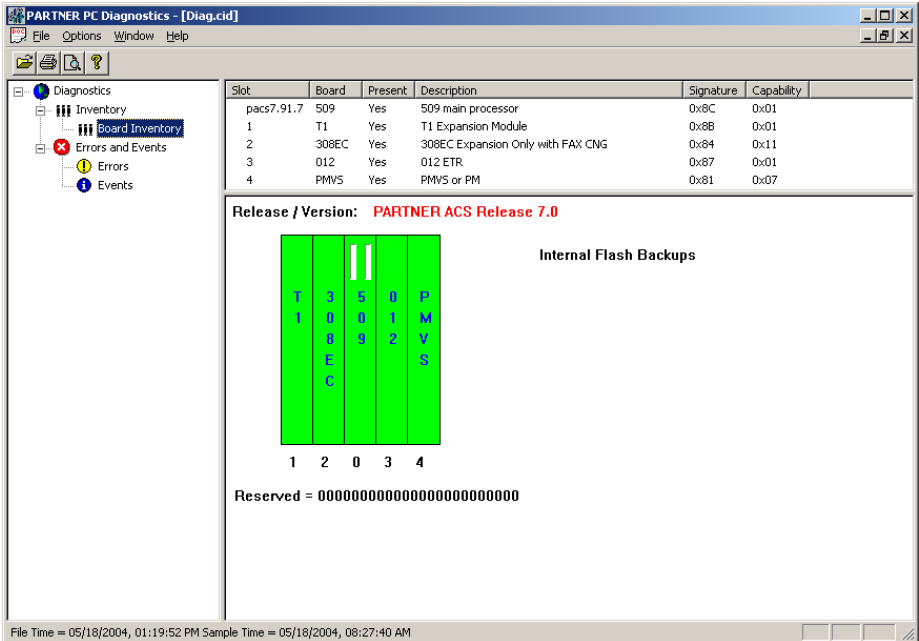 PARTNER PC Diagnostics - [Diag.cid]
DOC File Options Window Help
Diagnostics
Inventory
Board Inventory
Errors and Events
Errors
Events
Slot Board Present Description Signature Capability
pacs7.91.7 509 Yes 509 main processor 0x8C 0x01
1 T1 Yes T1 Expansion Module 0x8B 0x01
2 308EC Yes 308EC Expansion Only with FAX CNG 0x84 0x11
3 012 Yes 012 ETR 0x87 0x01
4 PMVS Yes PMVS or PM 0x81 0x07
Release / Version: PARTNER ACS Release 7.0
Internal Flash Backups
T1
308EC
509
012
PMVS
1 2 0 3 4
Reserved = 000000000000000000000000
File Time = 05/18/2004, 01:19:52 PM Sample Time = 05/18/2004, 08:27:40 AM